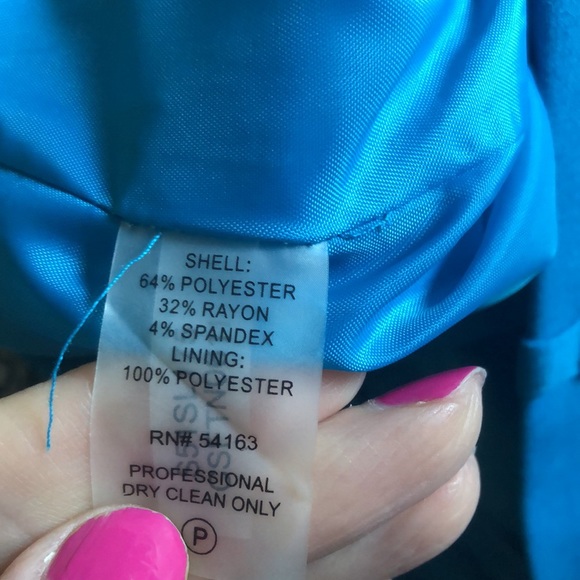 SHELL:
64% POLYESTER
32% RAYON
4% SPANDEX
LINING:
100% POLYESTER
RN# 54163
PROFESSIONAL
DRY CLEAN ONLY
P